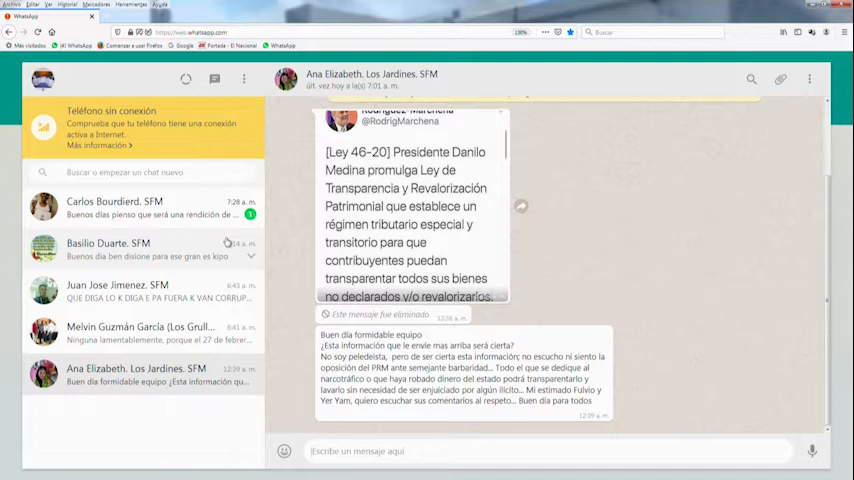 Archivo Editar Ver Historial Marcadores Herramientas Ayuda
WhatsApp
https://web.whatsapp.com
130%
Buscar
Más visitados
(4) WhatsApp
Comenzar a usar Firefox
Google
Portada - El Nacional
WhatsApp
Teléfono sin conexión
Comprueba que tu teléfono tiene una conexión
activa a Internet.
Más información
Buscar o empezar un chat nuevo
Carlos Bourdierd. SFM
7:28 a. m.
Buenos días pienso que será una rendición de ...
1
Basilio Duarte. SFM
14 a. m.
Buenos dia ben disione para ese gran es kipo
Juan Jose Jimenez. SFM
6:43 a. m.
QUE DIGA LO K DIGA E PA FUERA K VAN CORRUP...
Melvin Guzmán García (Los Grull...
6:41 a. m.
Ninguna lamentablemente, porque el 27 de febrer...
Ana Elizabeth. Los Jardines. SFM
12:39 a. m.
Buen día formidable equipo ¿Esta información qu...
Ana Elizabeth. Los Jardines. SFM
últ. vez hoy a la(s) 7:01 a. m.
Rodríguez-Marchena
@RodrigMarchena
[Ley 46-20] Presidente Danilo
Medina promulga Ley de
Transparencia y Revalorización
Patrimonial que establece un
régimen tributario especial y
transitorio para que
contribuyentes puedan
transparentar todos sus bienes
no declarados y/o revalorizarlos.
Este mensaje fue eliminado
12:36 a. m.
Buen día formidable equipo
¿Esta información que le envíe mas arriba será cierta?
No soy peledeista, pero de ser cierta esta información; no escucho ni siento la
oposición del PRM ante semejante barbaridad... Todo el que se dedique al
narcotráfico o que haya robado dinero del estado podrá transparentarlo y
lavarlo sin necesidad de ser enjuiciado por algún ilícito... Mi estimado Fulvio y
Yer Yam, quiero escuchar sus comentarios al respeto... Buen día para todos
12:39 a. m.
Escribe un mensaje aquí